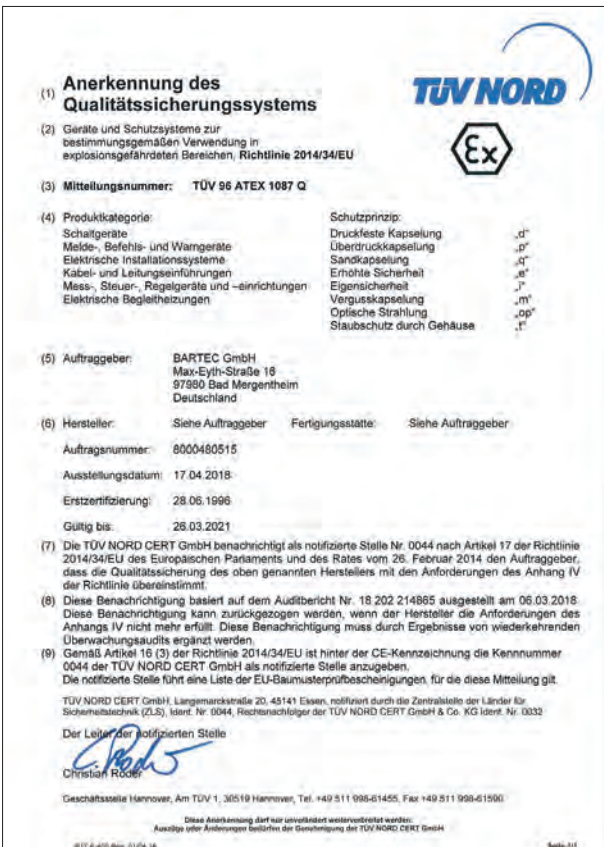 TÜV NORD
(1) Anerkennung des
Qualitätssicherungssystems
(2) Geräte und Schutzsysteme zur
bestimmungsgemäßen Verwendung in
explosionsgefährdeten Bereichen, Richtlinie 2014/34/EU
Ex
(3) Mitteilungsnummer: TÜV 96 ATEX 1087 Q
(4) Produktkategorie: Schutzprinzip:
Schaltgeräte Druckfeste Kapselung „d“
Melde-, Befehls- und Warngeräte Überdruckkapselung „p“
Elektrische Installationssysteme Sandkapselung „q“
Kabel- und Leitungseinführungen Erhöhte Sicherheit „e“
Mess-, Steuer-, Regelgeräte und –einrichtungen Eigensicherheit „i“
Elektrische Begleitheizungen Vergusskapselung „m“
Optische Strahlung „op“
Staubschutz durch Gehäuse „t“
(5) Auftraggeber: BARTEC GmbH
Max-Eyth-Straße 16
97980 Bad Mergentheim
Deutschland
(6) Hersteller: Siehe Auftraggeber Fertigungsstätte: Siehe Auftraggeber
Auftragsnummer: 8000480515
Ausstellungsdatum: 17.04.2018
Erstzertifizierung: 28.06.1996
Gültig bis: 26.03.2021
(7) Die TÜV NORD CERT GmbH benachrichtigt als notifizierte Stelle Nr. 0044 nach Artikel 17 der Richtlinie
2014/34/EU des Europäischen Parlaments und des Rates vom 26. Februar 2014 den Auftraggeber,
dass die Qualitätssicherung des oben genannten Herstellers mit den Anforderungen des Anhang IV
der Richtlinie übereinstimmt.
(8) Diese Benachrichtigung basiert auf dem Auditbericht Nr. 18 202 214865 ausgestellt am 06.03.2018.
Diese Benachrichtigung kann zurückgezogen werden, wenn der Hersteller die Anforderungen des
Anhangs IV nicht mehr erfüllt. Diese Benachrichtigung muss durch Ergebnisse von wiederkehrenden
Überwachungsaudits ergänzt werden.
(9) Gemäß Artikel 16 (3) der Richtlinie 2014/34/EU ist hinter der CE-Kennzeichnung die Kennnummer
0044 der TÜV NORD CERT GmbH als notifizierte Stelle anzugeben.
Die notifizierte Stelle führt eine Liste der EU-Baumusterprüfbescheinigungen, für die diese Mitteilung gilt.
TÜV NORD CERT GmbH, Langemarckstraße 20, 45141 Essen, notifiziert durch die Zentralstelle der Länder für
Sicherheitstechnik (ZLS), Ident. Nr. 0044, Rechtsnachfolger der TÜV NORD CERT GmbH & Co. KG Ident. Nr. 0032
Der Leiter der notifizierten Stelle
C. Röder
Christian Röder
Geschäftsstelle Hannover, Am TÜV 1, 30519 Hannover, Tel. +49 511 998-61455, Fax +49 511 998-61590
Diese Anerkennung darf nur unverändert weiterverbreitet werden.
Auszüge oder Änderungen bedürfen der Genehmigung der TÜV NORD CERT GmbH
Seite 1/1